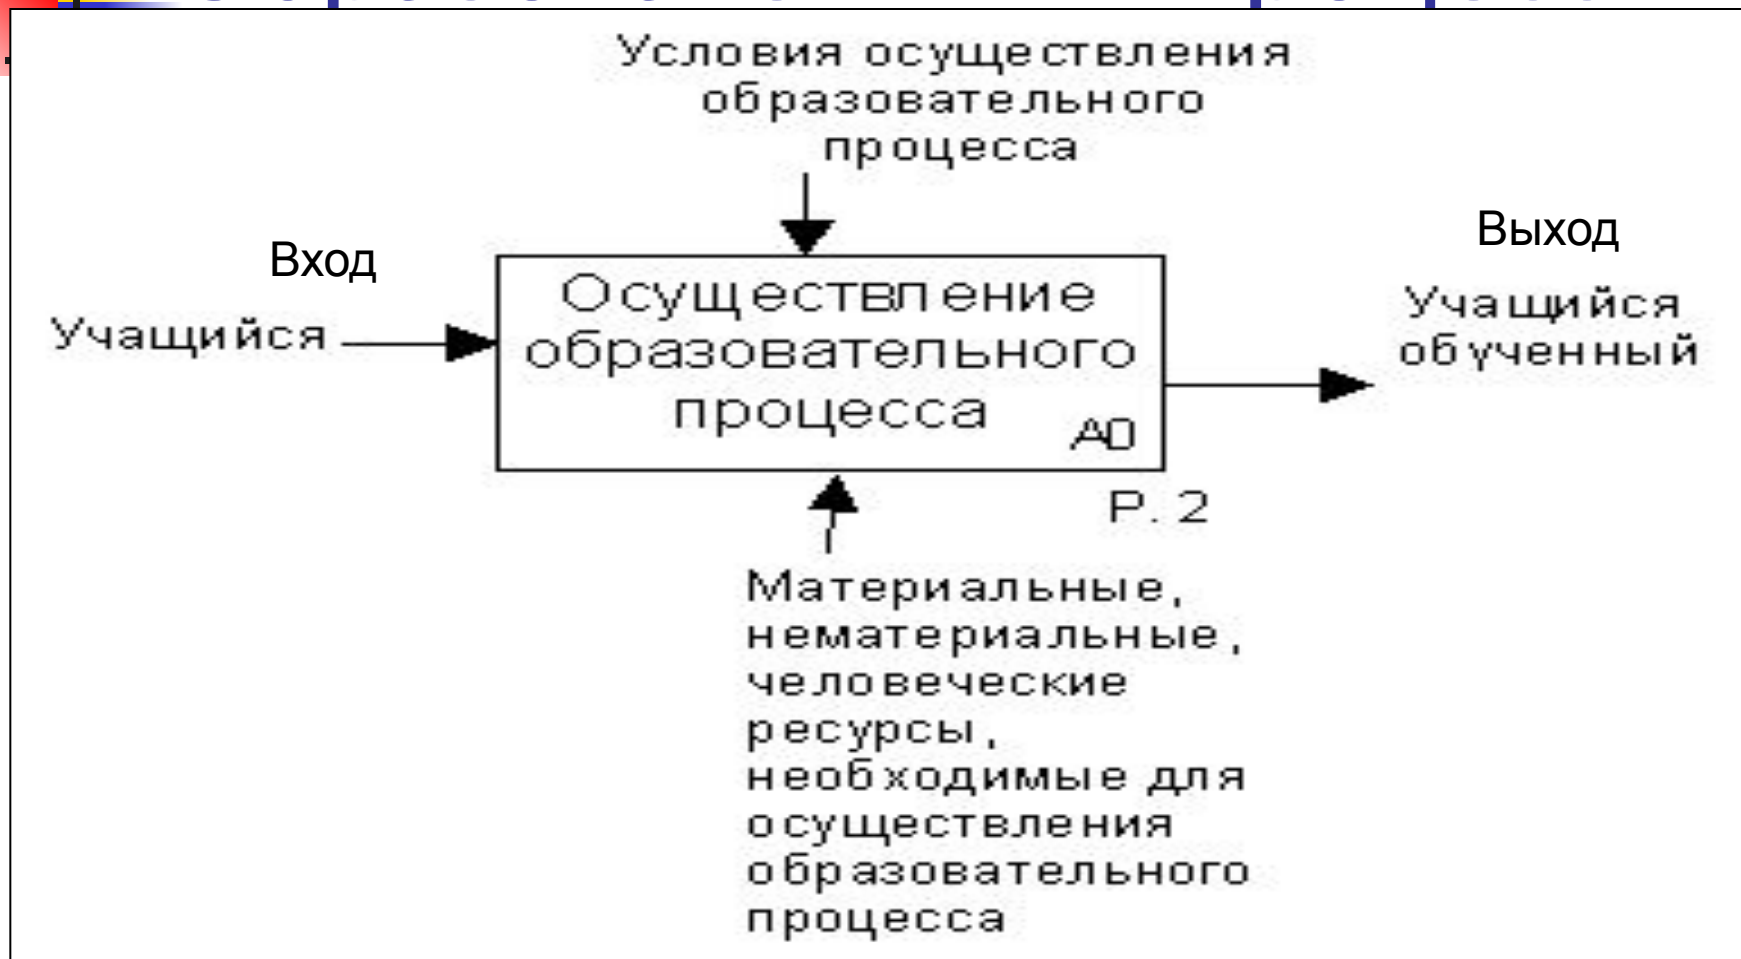 Условия осуществления
образовательного
процесса
Вход
Учащийся
Осуществление
образовательного
процесса
A0
P. 2
Выход
Учащийся
обученный
Материальные,
нематериальные,
человеческие
ресурсы,
необходимые для
осуществления
образовательного
процесса